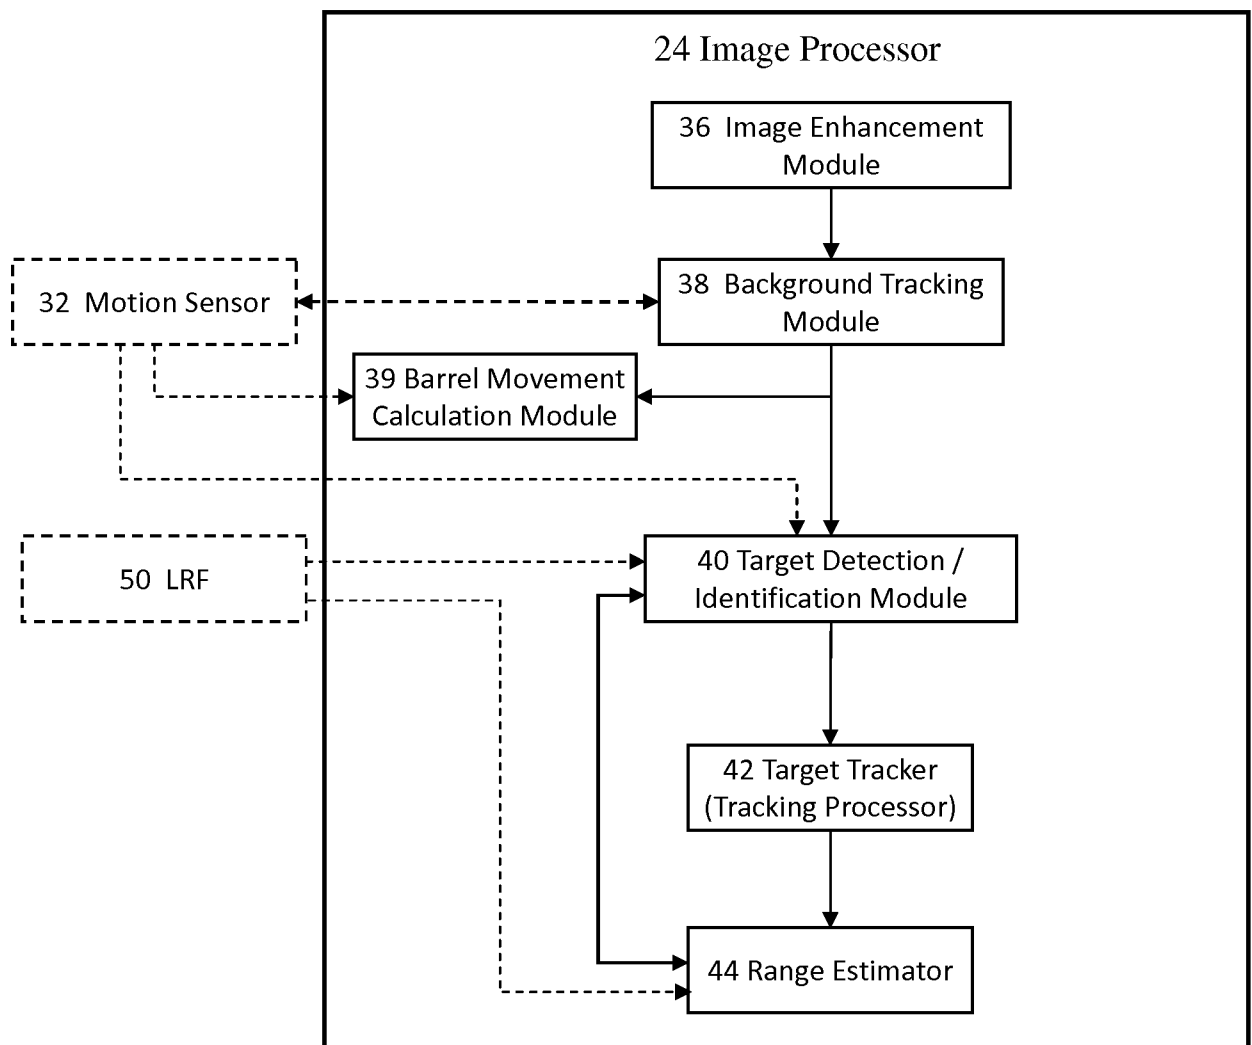 24 Image Processor
36 Image Enhancement
Module
32 Motion Sensor
38 Background Tracking
Module
39 Barrel Movement
Calculation Module
50 LRF
40 Target Detection /
Identification Module
42 Target Tracker
(Tracking Processor)
44 Range Estimator